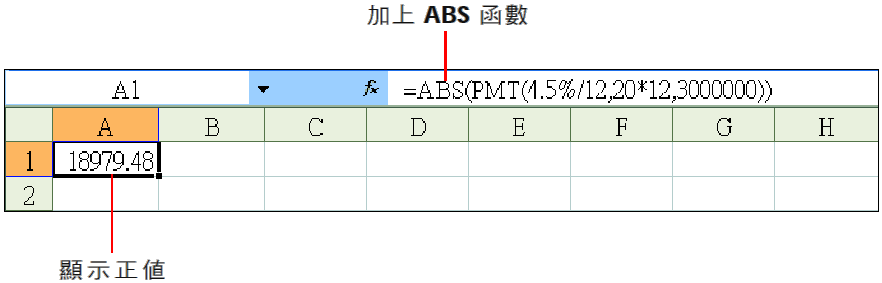 加上 ABS 函數
A1 fx =ABS(PMT(4.5%/12,20*12,3000000))
A B C D E F G H
1 18979.48
2
顯示正值